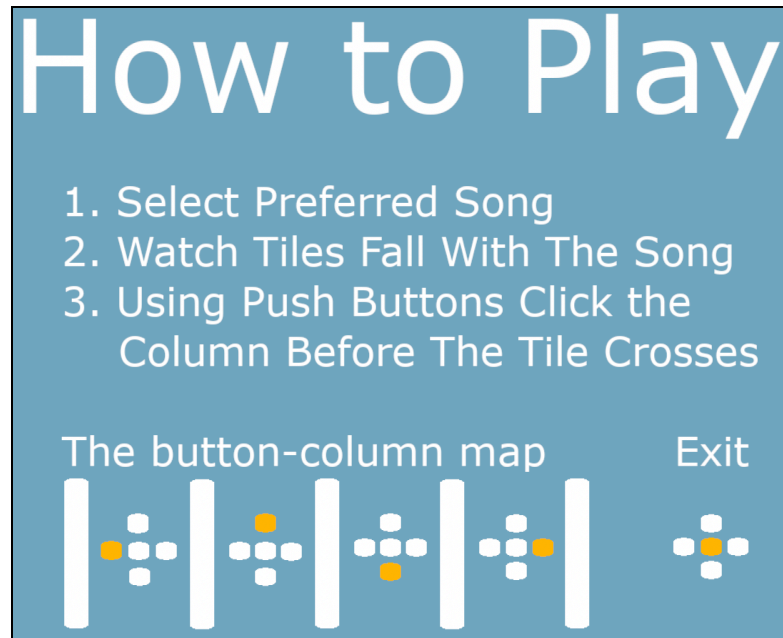 How to Play
1. Select Preferred Song
2. Watch Tiles Fall With The Song
3. Using Push Buttons Click the
Column Before The Tile Crosses
The button-column map
Exit